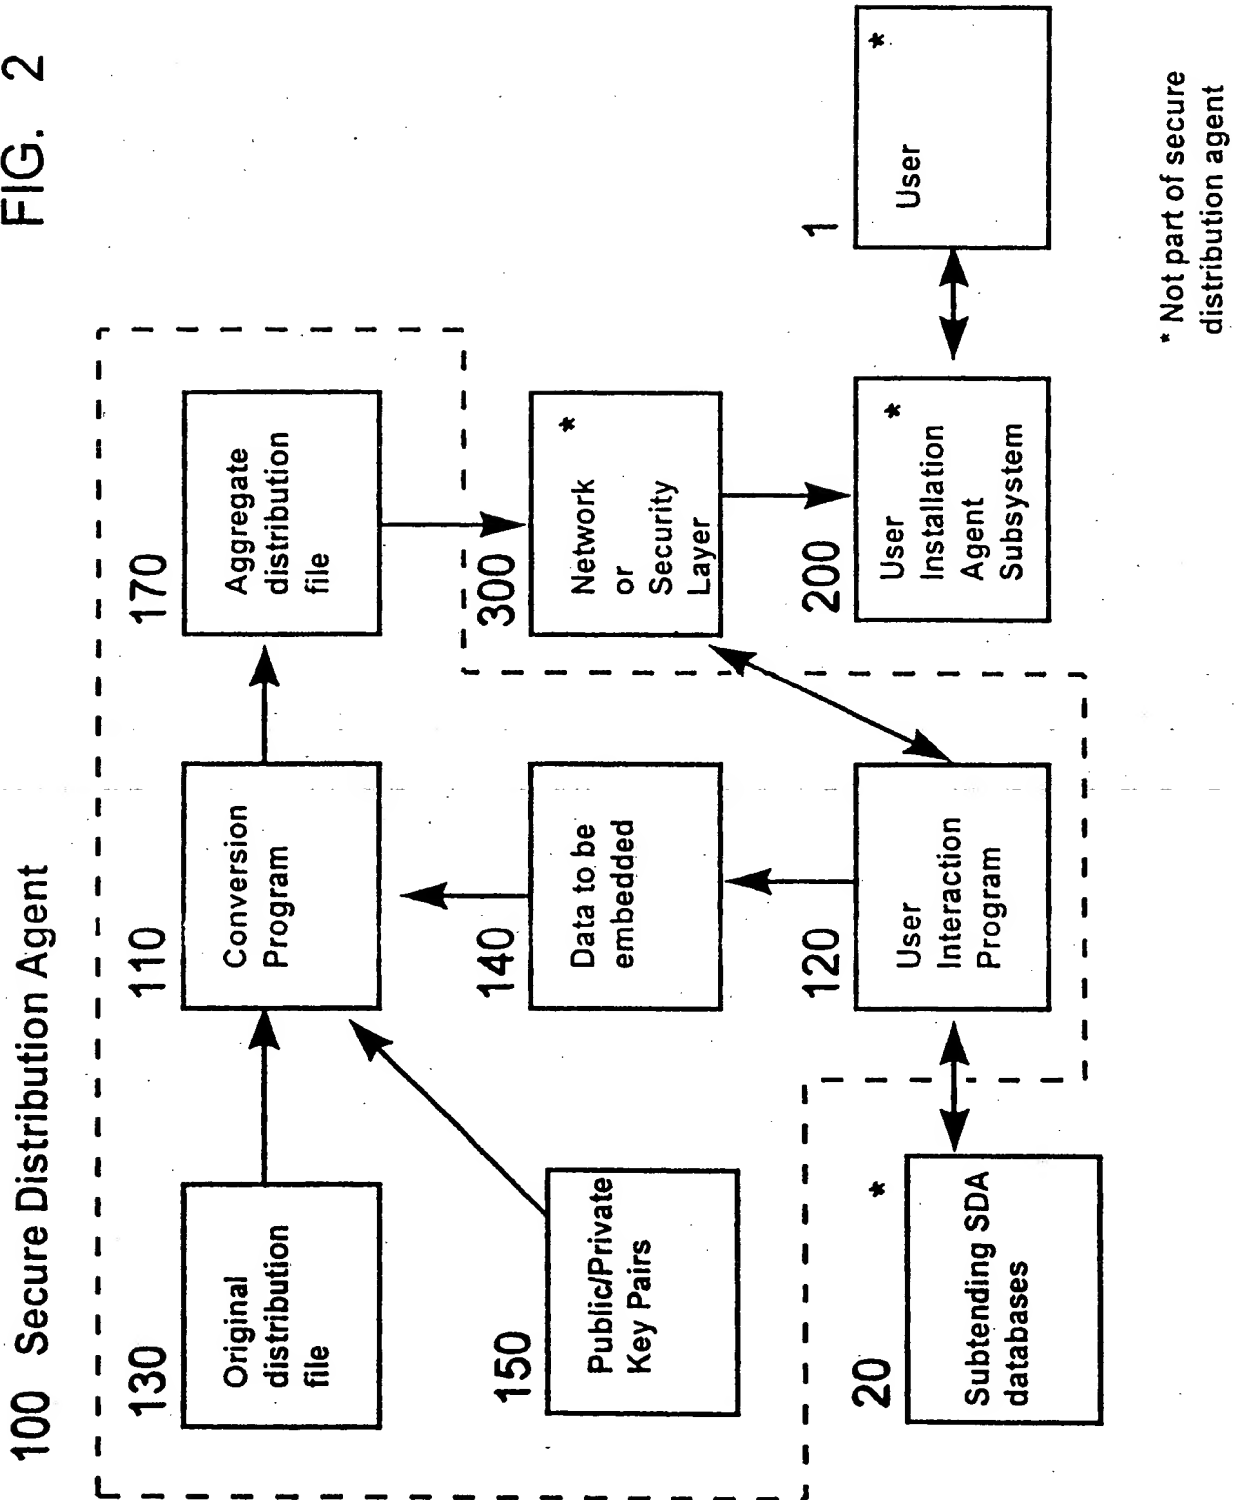 FIG. 2
100 Secure Distribution Agent
130
Original
distribution
file
110
Conversion
Program
170
Aggregate
distribution
file
150
Public/Private
Key Pairs
140
Data to be
embedded
300
*
Network
or
Security
Layer
20
*
Subtending SDA
databases
120
User
Interaction
Program
200
*
User
Installation
Agent
Subsystem
1
*
User
* Not part of secure
distribution agent